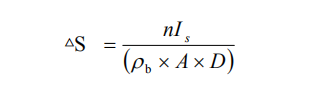 △S = nI_s / (ρ_b × A × D)